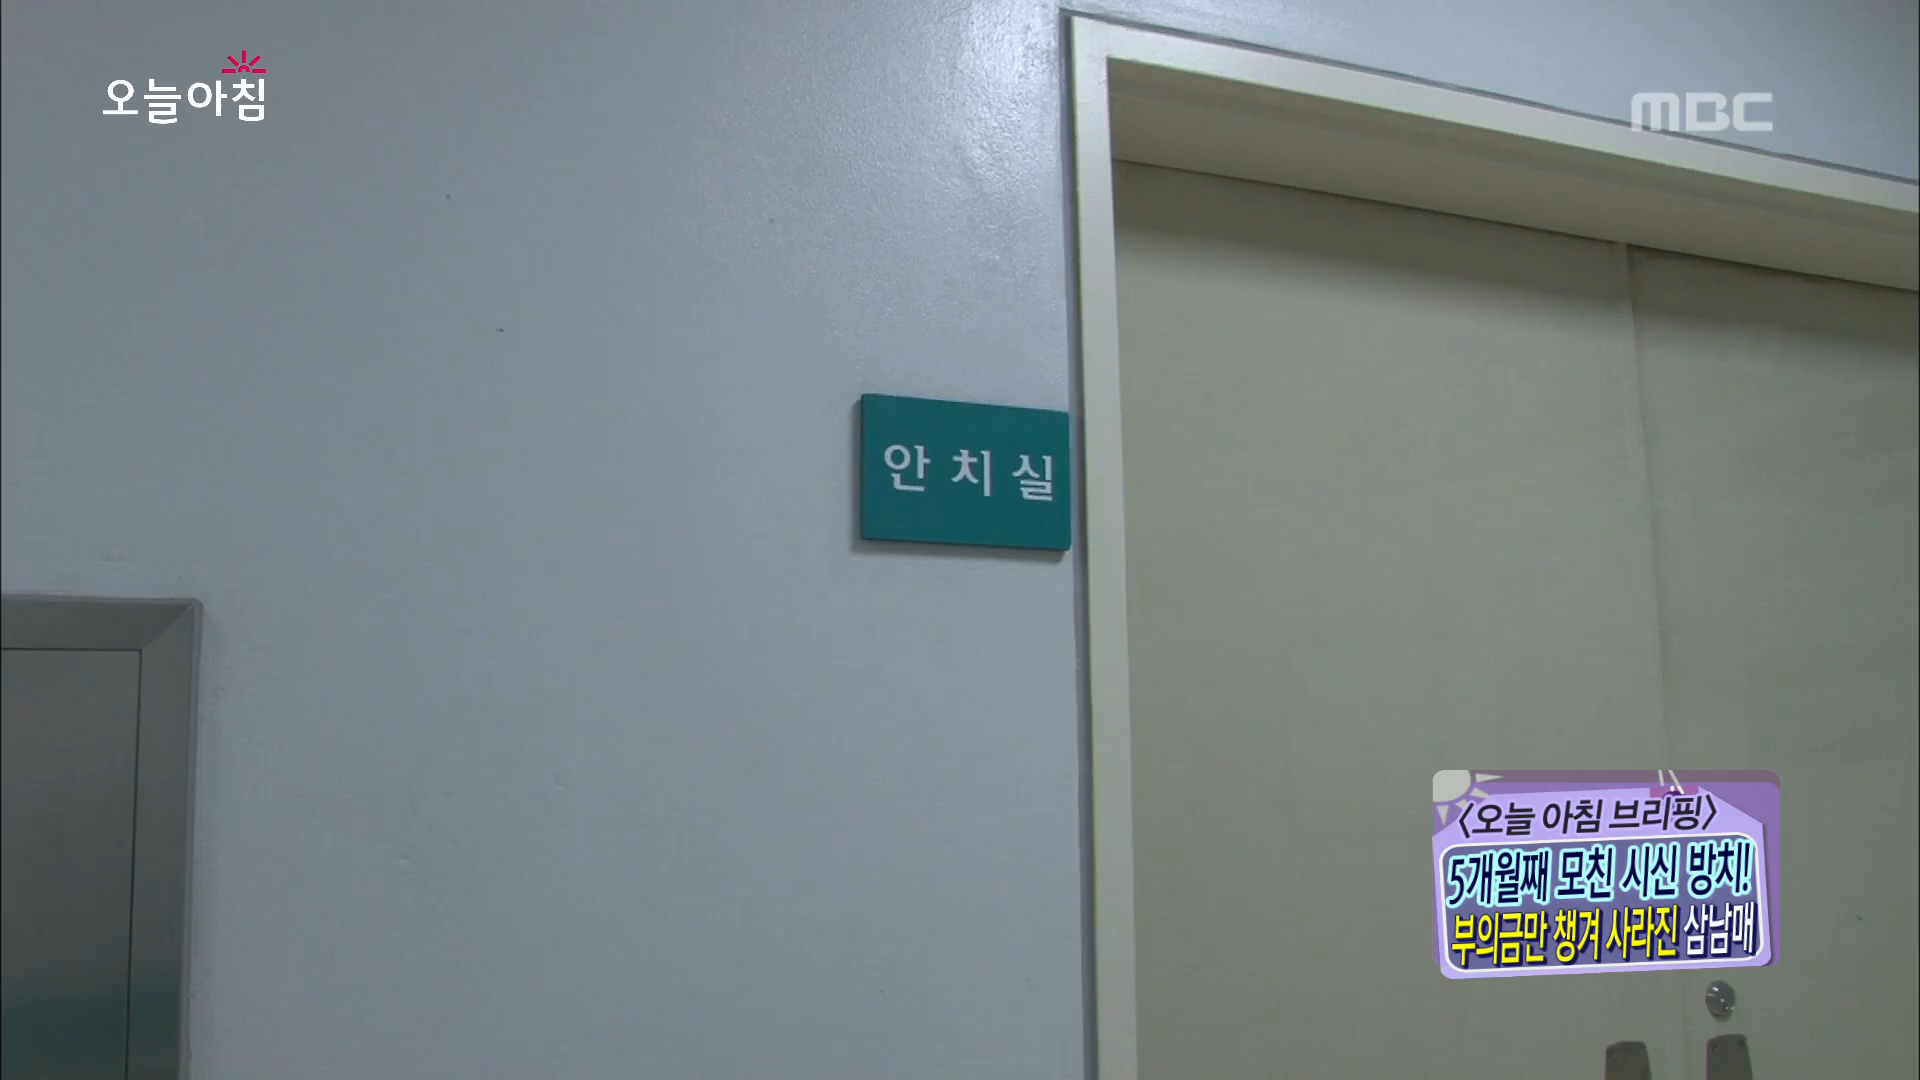 오늘아침
MBC
안치실
<오늘 아침 브리핑>
5개월째 모친 시신 방치!
부의금만 챙겨 사라진 삼남매